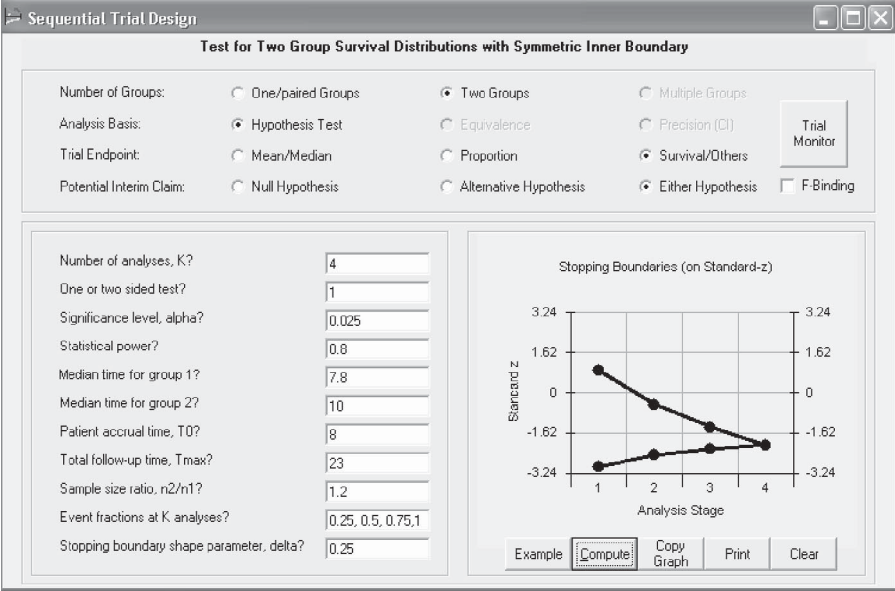 Sequential Trial Design
Test for Two Group Survival Distributions with Symmetric Inner Boundary
Number of Groups: One/paired Groups Two Groups Multiple Groups
Analysis Basis: Hypothesis Test Equivalence Precision (CI)
Trial Endpoint: Mean/Median Proportion Survival/Others
Potential Interim Claim: Null Hypothesis Alternative Hypothesis Either Hypothesis F-Binding
Trial
Monitor
Number of analyses, K? 4
One or two sided test? 1
Significance level, alpha? 0.025
Statistical power? 0.8
Median time for group 1? 7.8
Median time for group 2? 10
Patient accrual time, T0? 8
Total follow-up time, Tmax? 23
Sample size ratio, n2/n1? 1.2
Event fractions at K analyses? 0.25, 0.5, 0.75,1
Stopping boundary shape parameter, delta? 0.25
Stopping Boundaries (on Standard-z)
Standard z
3.24 3.24
1.62 1.62
0 0
-1.62 -1.62
-3.24 -3.24
1 2 3 4
Analysis Stage
Example Compute Copy Graph Print Clear